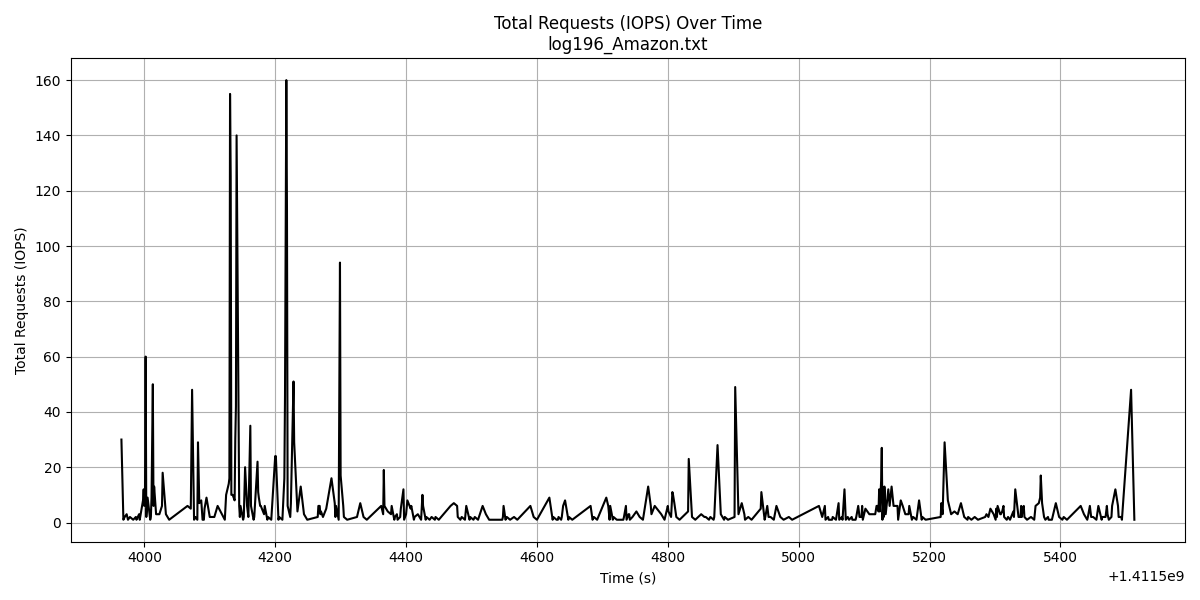 Total Requests (IOPS) Over Time
log196_Amazon.txt
Total Requests (IOPS)
160
140
120
100
80
60
40
20
0
4000 4200 4400 4600 4800 5000 5200 5400
Time (s)
+1.4115e9